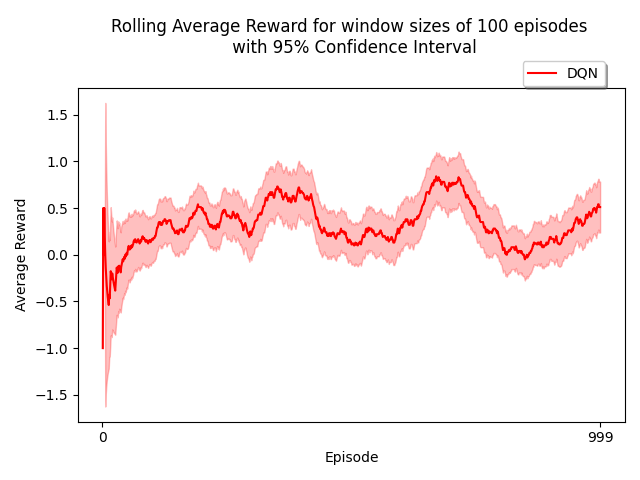 Rolling Average Reward for window sizes of 100 episodes
with 95% Confidence Interval
DQN
Average Reward
1.5
1.0
0.5
0.0
−0.5
−1.0
−1.5
0
999
Episode